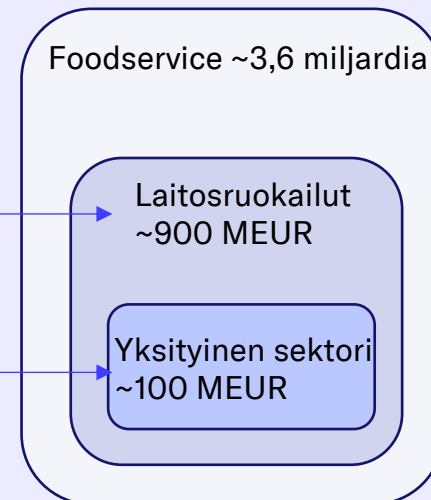 Foodservice ~3,6 miljardia
Laitosruokailut
~900 MEUR
Yksityinen sektori
~100 MEUR